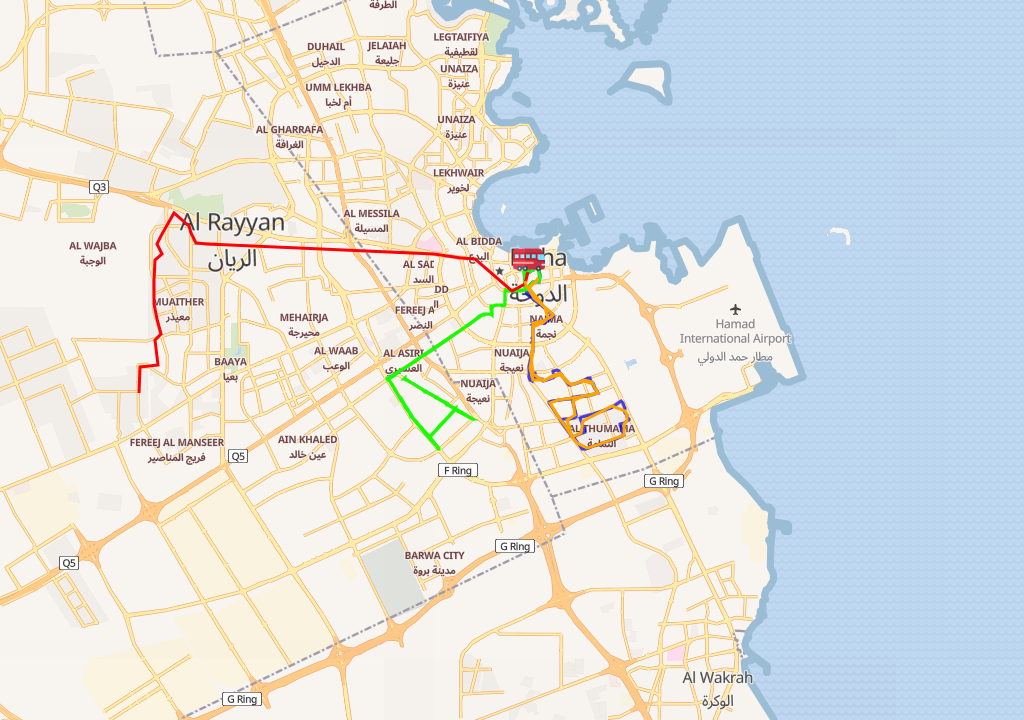 الطرفة
LEGTAIFIYA
لقطيفية
DUHAIL
الدحيل
JELAIAH
جليعة
UNAIZA
عنيزة
UMM LEKHBA
أم لخبا
UNAIZA
عنيزة
AL GHARRAFA
الغرافة
LEKHWAIR
لخوير
Q3
AL MESSILA
المسيلة
Al Rayyan
الريان
AL WAJBA
الوجبة
AL BIDDA
البدع
AL SAD
السد
DD
ال
الدوحة
MUAITHER
معيذر
MEHAIRJA
محيرجة
FEREEJ A
النصر
NAJMA
نجمة
Hamad
International Airport
مطار حمد الدولي
AL WAAB
الوعب
AL ASIRI
العسيري
NUAIJA
نعيجة
BAAYA
بعيا
NUAIJA
نعيجة
AL THUMAMA
الثمامة
FEREEJ AL MANSEER
فريج المناصير
AIN KHALED
عين خالد
Q5
F Ring
G Ring
G Ring
BARWA CITY
مدينة بروة
Q5
Al Wakrah
الوكرة
G Ring